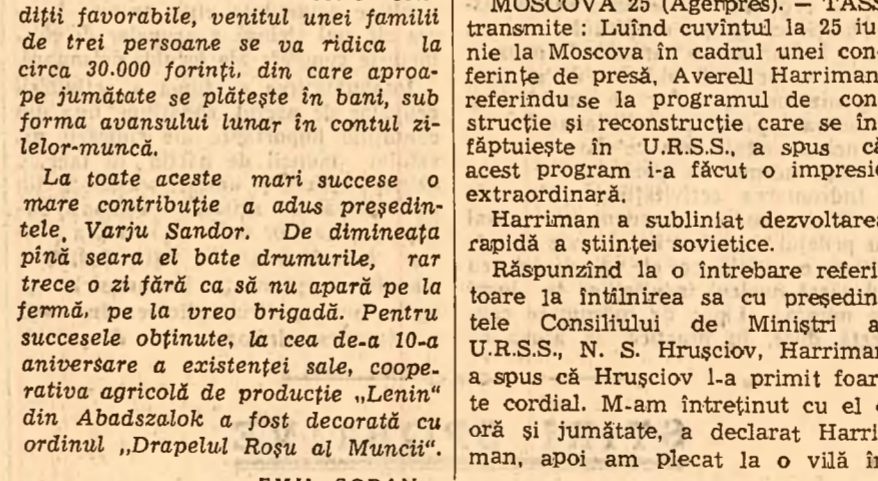 diții favorabile, venitul unei familii
de trei persoane se va ridica la
circa 30.000 forinți, din care aproa-
pe jumătate se plătește în bani, sub
forma avansului lunar în contul zi-
lelor-muncă.
La toate aceste mari succese o
mare contribuție a adus președin-
tele, Varju Sandor. De dimineața
pînă seara el bate drumurile, rar
trece o zi fără ca să nu apară pe la
fermă, pe la vreo brigadă. Pentru
succesele obținute, la cea de-a 10-a
aniversare a existenței sale, coope-
rativa agricolă de producție „Lenin“
din Abadszalok a fost decorată cu
ordinul „Drapelul Roșu al Muncii“.
MOSCOVA 25 (Agerpres). — TASS
transmite : Luînd cuvîntul la 25 iu-
nie la Moscova în cadrul unei con-
ferințe de presă, Averell Harriman
referindu se la programul de con
strucție și reconstrucție care se în
făptuiește în U.R.S.S., a spus că
acest program i-a făcut o impresie
extraordinară.
Harriman a subliniat dezvoltarea
rapidă a științei sovietice.
Răspunzînd la o întrebare referi
toare la întîlnirea sa cu președin
tele Consiliului de Miniștri a
U.R.S.S., N. S. Hrușciov, Harriman
a spus că Hrușciov l-a primit foar
te cordial. M-am întreținut cu el
oră și jumătate, a declarat Harri
man, apoi am plecat la o vilă în